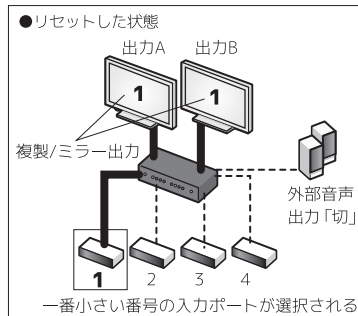 ●リセットした状態
出力A 出力B
1 1
複製/ミラー出力
外部音声
出力「切」
1 2 3 4
一番小さい番号の入力ポートが選択される